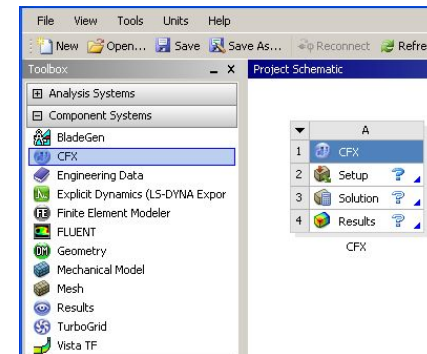 File View Tools Units Help
New Open... Save Save As... Reconnect Refre
Toolbox
Project Schematic
Analysis Systems
Component Systems
BladeGen
CFX
Engineering Data
Explicit Dynamics (LS-DYNA Expor
Finite Element Modeler
FLUENT
Geometry
Mechanical Model
Mesh
Results
TurboGrid
Vista TF
A
1 CFX
2 Setup ?
3 Solution ?
4 Results ?
CFX